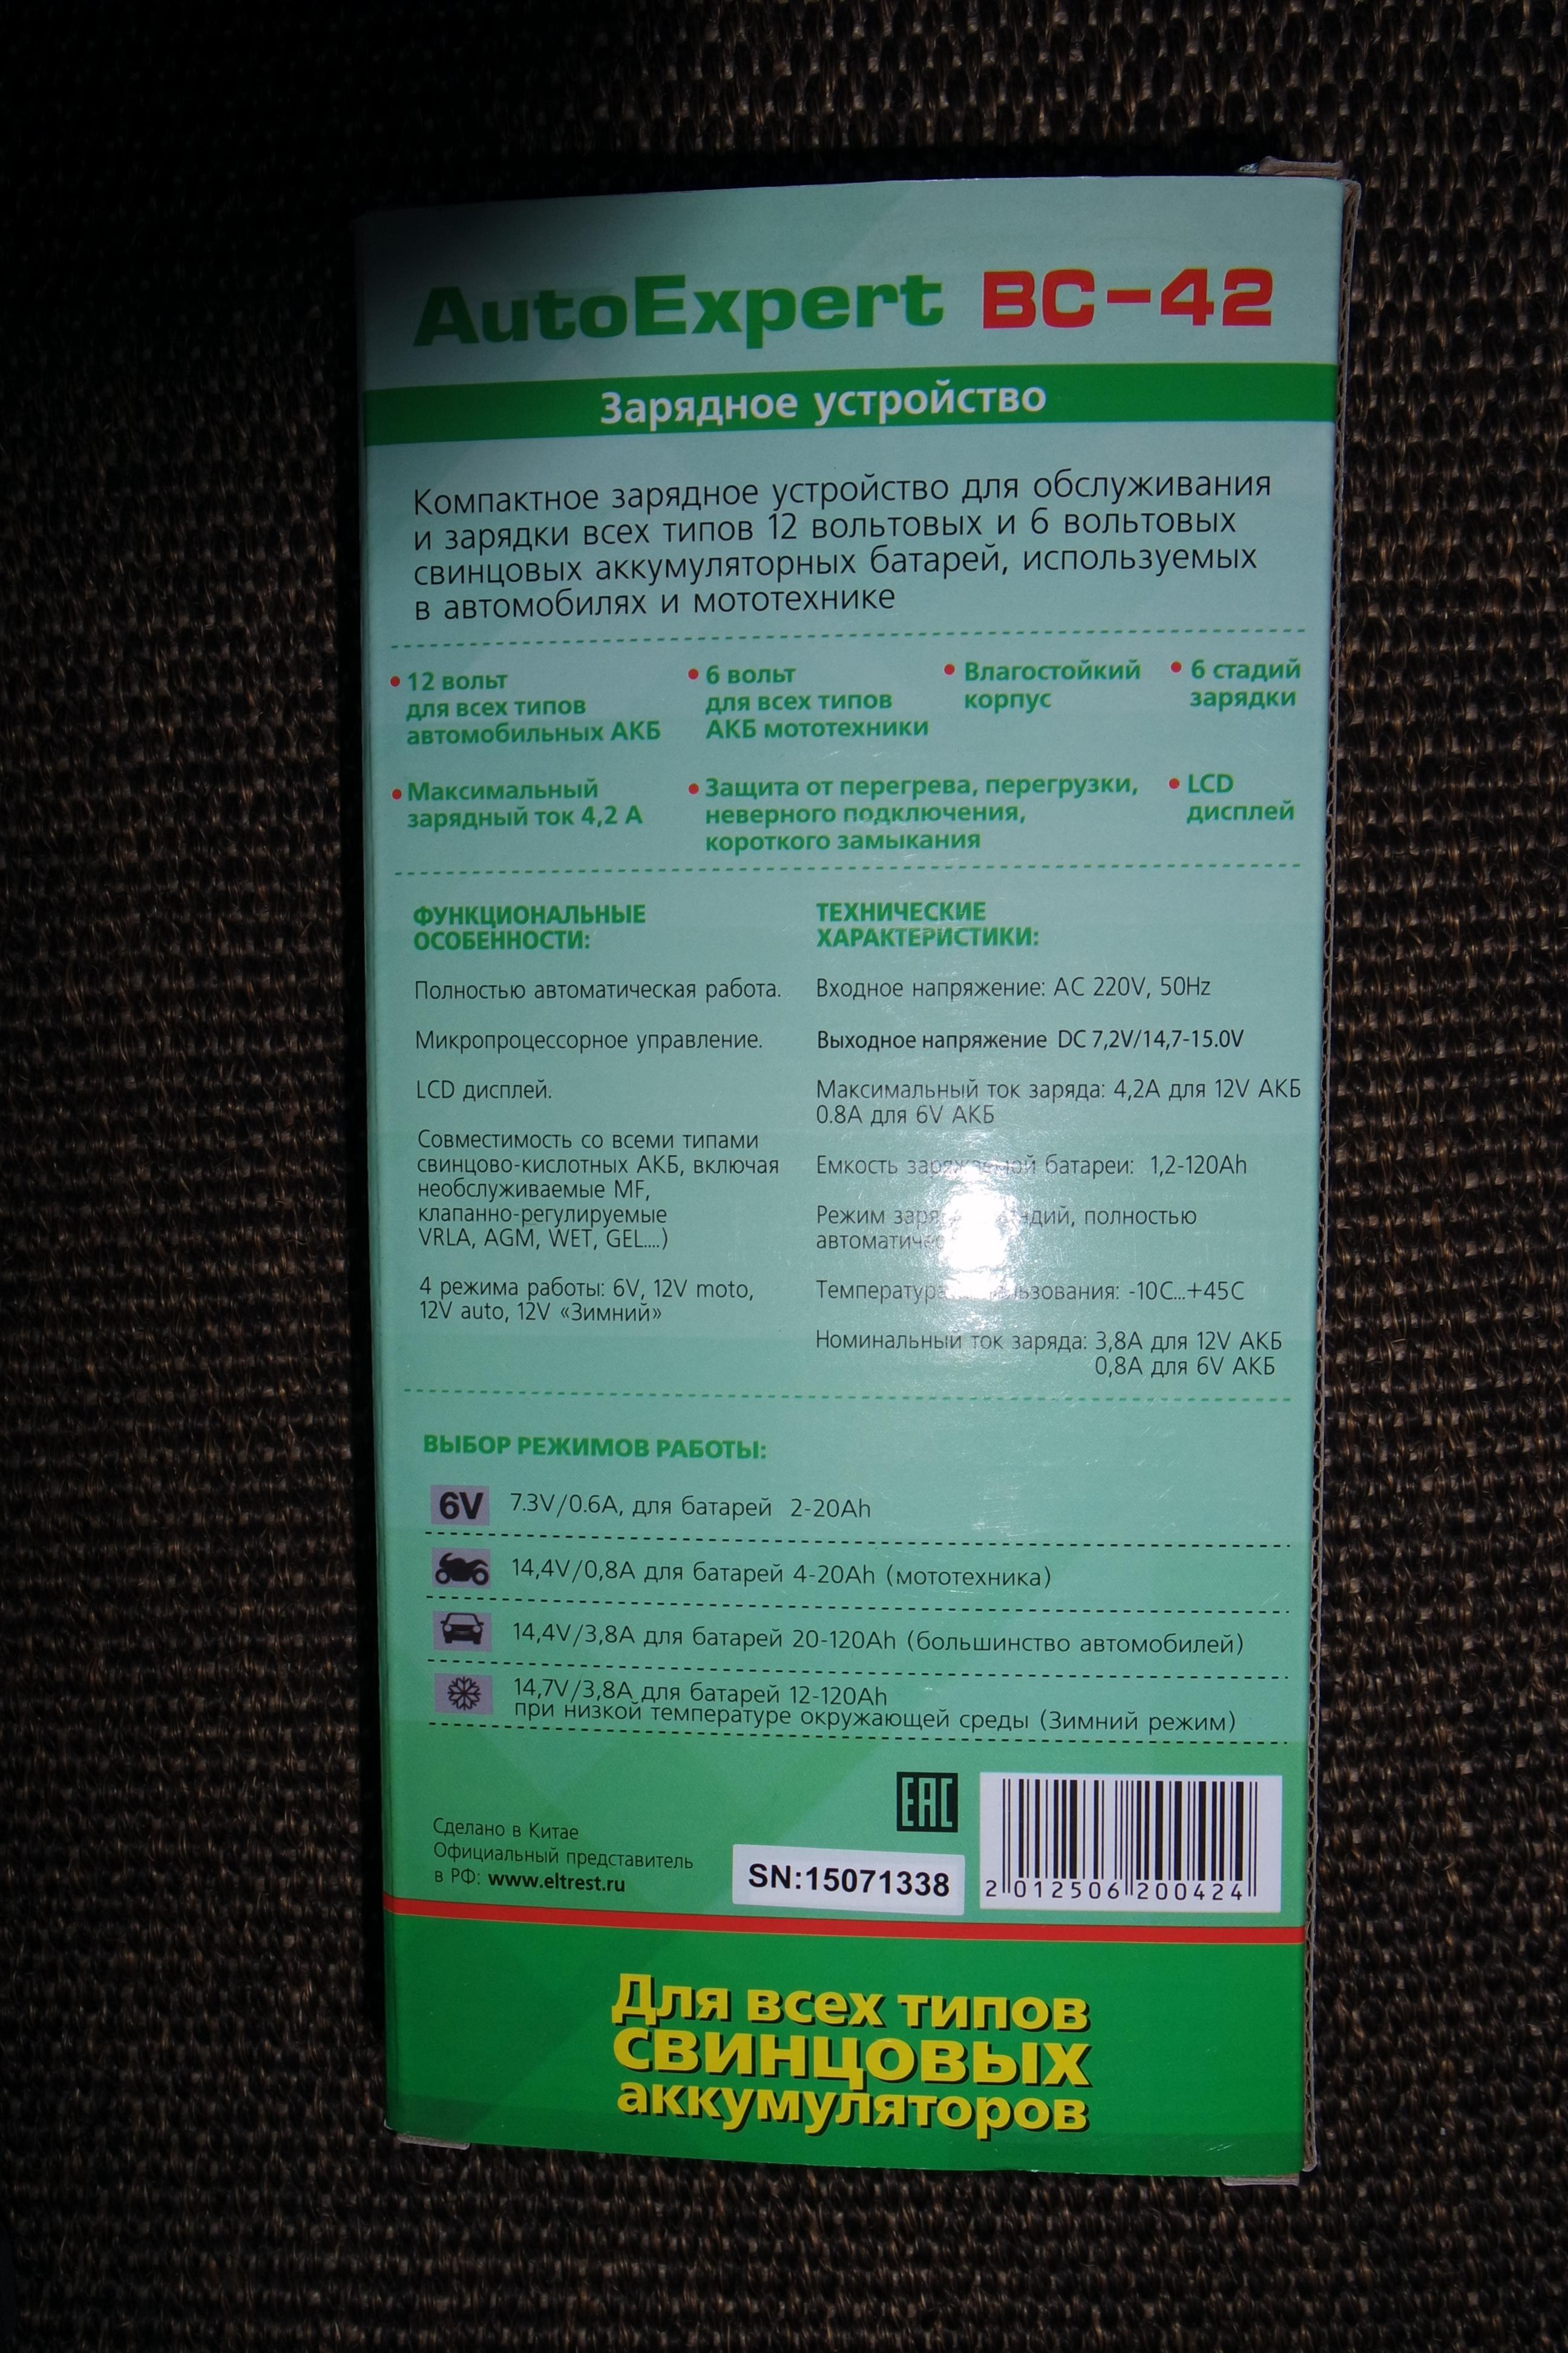 AutoExpert BC-42
Зарядное устройство
Компактное зарядное устройство для обслуживания
и зарядки всех типов 12 вольтовых и 6 вольтовых
свинцовых аккумуляторных батарей, используемых
в автомобилях и мототехнике
• 12 вольт
для всех типов
автомобильных АКБ
• 6 вольт
для всех типов
АКБ мототехники
• Влагостойкий
корпус
• 6 стадий
зарядки
• Максимальный
зарядный ток 4,2 А
• Защита от перегрева, перегрузки,
неверного подключения,
короткого замыкания
• LCD
дисплей
ФУНКЦИОНАЛЬНЫЕ
ОСОБЕННОСТИ:
Полностью автоматическая работа.
Микропроцессорное управление.
LCD дисплей.
Совместимость со всеми типами
свинцово-кислотных АКБ, включая
необслуживаемые MF,
клапанно-регулируемые
VRLA, AGM, WET, GEL....)
4 режима работы: 6V, 12V moto,
12V auto, 12V «Зимний»
ТЕХНИЧЕСКИЕ
ХАРАКТЕРИСТИКИ:
Входное напряжение: AC 220V, 50Hz
Выходное напряжение DC 7,2V/14,7-15.0V
Максимальный ток заряда: 4,2А для 12V АКБ
0.8А для 6V АКБ
Емкость заряжаемой батареи: 1,2-120Ah
Режим полностью
Температура -10С...+45С
Номинальный ток заряда: 3,8А для 12V АКБ
0,8А для 6V АКБ
ВЫБОР РЕЖИМОВ РАБОТЫ:
6V 7.3V/0.6А, для батарей 2-20Ah
14,4V/0,8А для батарей 4-20Ah (мототехника)
14,4V/3,8А для батарей 20-120Ah (большинство автомобилей)
14,7V/3,8А для батарей 12-120Ah
при низкой температуре окружающей среды (Зимний режим)
Сделано в Китае
Официальный представитель
в РФ: www.eltrest.ru
EAC
SN:15071338
2 012506 200424
Для всех типов
свинцовых
аккумуляторов